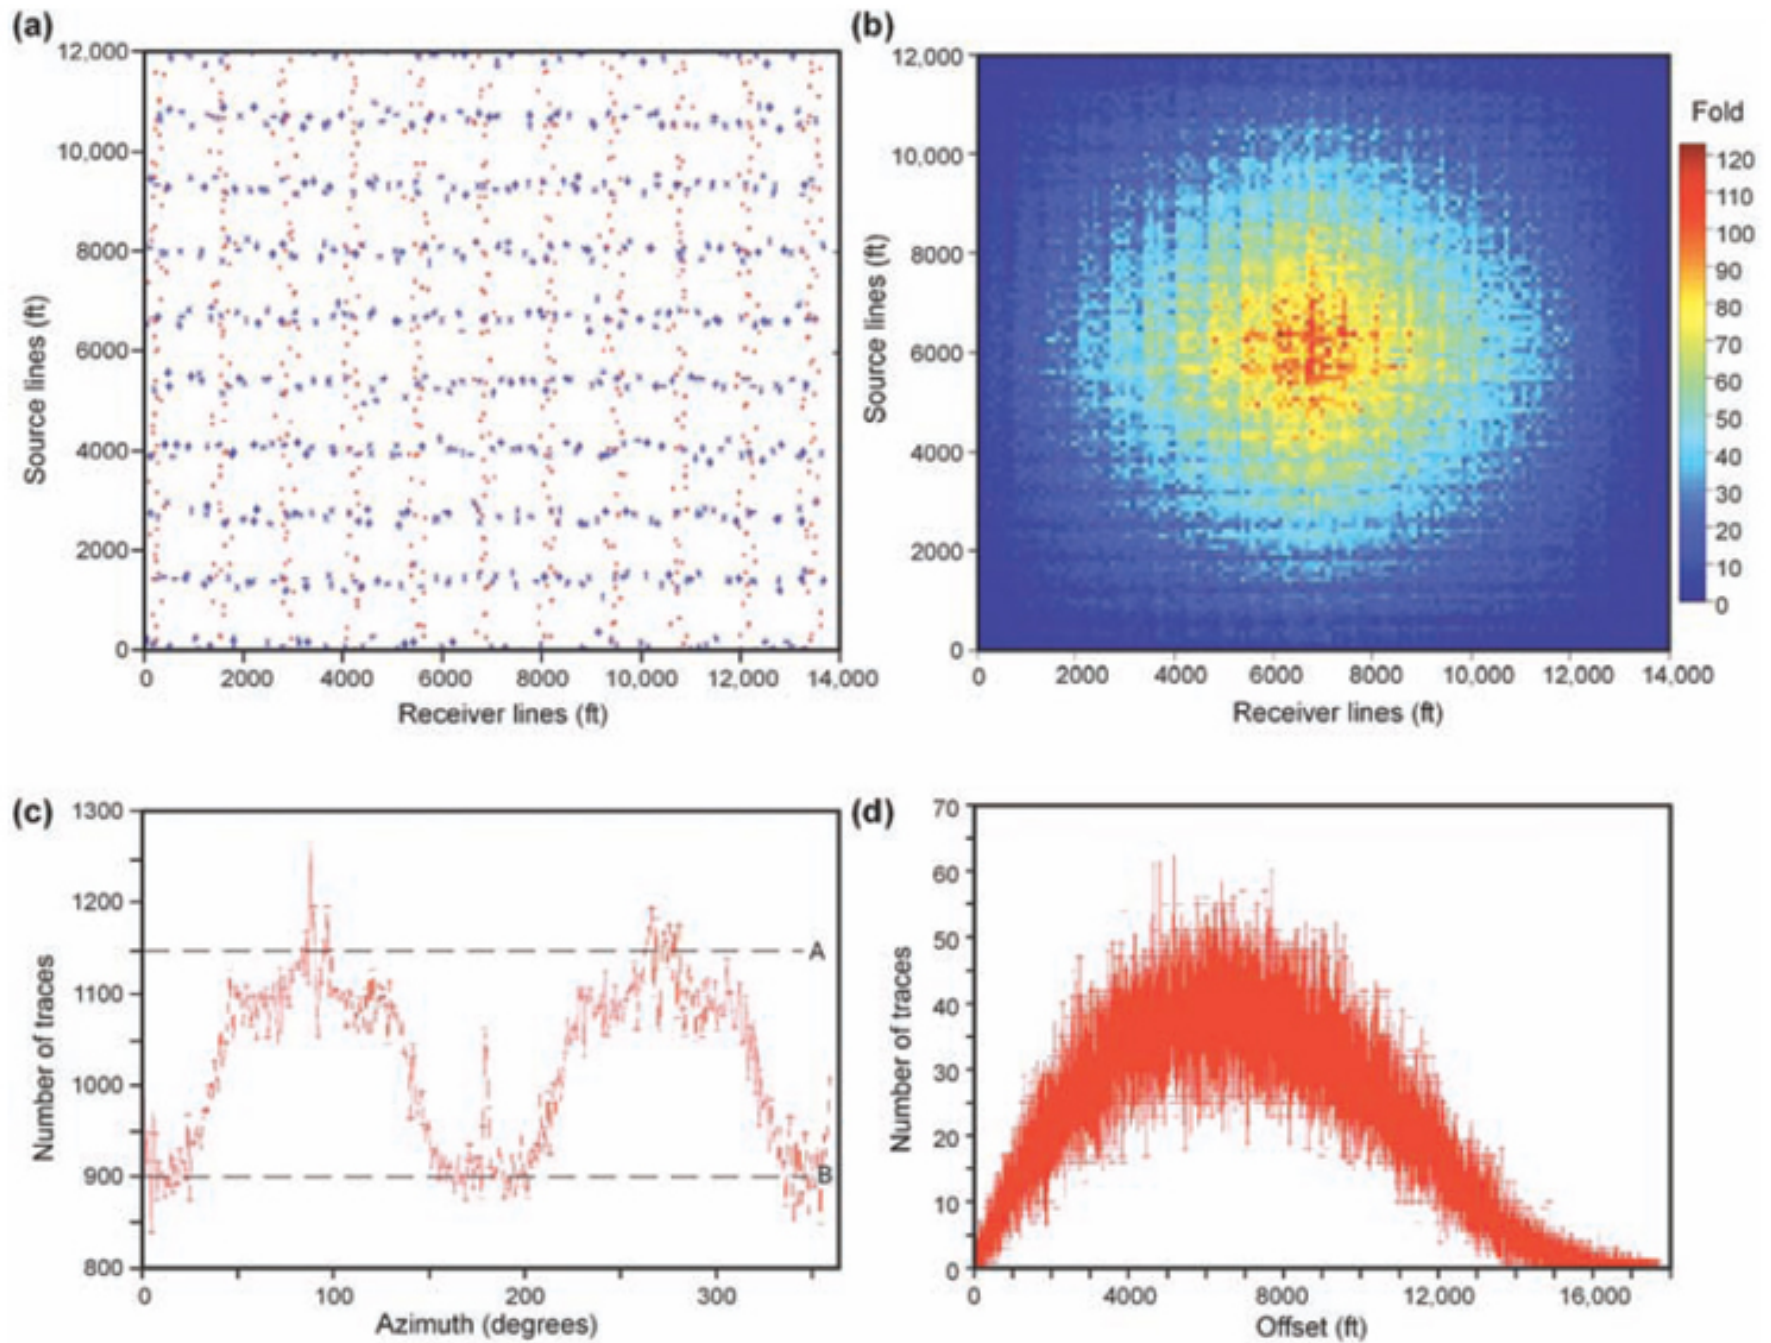 (a)
12,000
10,000
8000
6000
4000
2000
0
Source lines (ft)
0 2000 4000 6000 8000 10,000 12,000 14,000
Receiver lines (ft)
(b)
12,000
10,000
8000
6000
4000
2000
0
Source lines (ft)
0 2000 4000 6000 8000 10,000 12,000 14,000
Receiver lines (ft)
Fold
120
110
100
90
80
70
60
50
40
30
20
10
0
(c)
1300
1200
1100
1000
900
800
Number of traces
A
B
0 100 200 300
Azimuth (degrees)
(d)
70
60
50
40
30
20
10
0
Number of traces
0 4000 8000 12,000 16,000
Offset (ft)